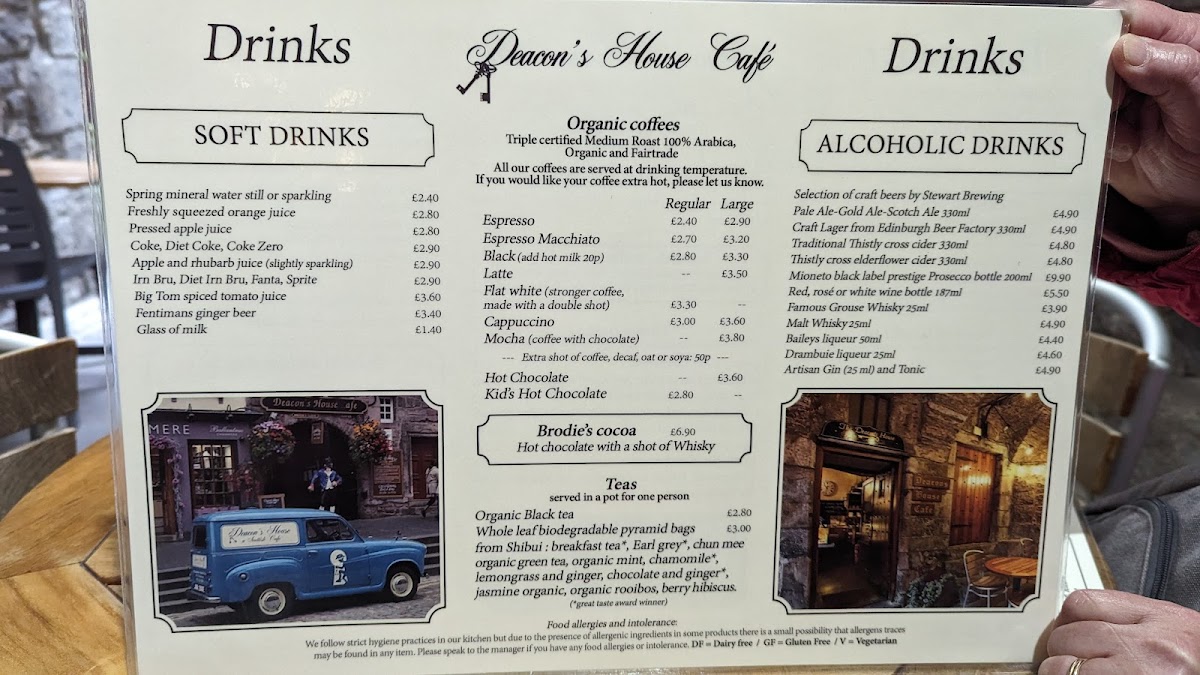 Drinks
SOFT DRINKS
Spring mineral water still or sparkling £2.40
Freshly squeezed orange juice £2.80
Pressed apple juice £2.80
Coke, Diet Coke, Coke Zero £2.90
Apple and rhubarb juice (slightly sparkling) £2.90
Irn Bru, Diet Irn Bru, Fanta, Sprite £2.90
Big Tom spiced tomato juice £3.60
Fentimans ginger beer £3.40
Glass of milk £1.40
Deacon's House Cafe
MERE
Deacon's House
a Scottish Café
Deacon's House Café
Organic coffees
Triple certified Medium Roast 100% Arabica,
Organic and Fairtrade
All our coffees are served at drinking temperature.
If you would like your coffee extra hot, please let us know.
Regular Large
Espresso £2.40 £2.90
Espresso Macchiato £2.70 £3.20
Black (add hot milk 20p) £2.80 £3.30
Latte -- £3.50
Flat white (stronger coffee,
made with a double shot) £3.30 --
Cappuccino £3.00 £3.60
Mocha (coffee with chocolate) -- £3.80
--- Extra shot of coffee, decaf, oat or soya: 50p ---
Hot Chocolate -- £3.60
Kid's Hot Chocolate £2.80 --
Brodie's cocoa £6.90
Hot chocolate with a shot of Whisky
Teas
served in a pot for one person
Organic Black tea £2.80
Whole leaf biodegradable pyramid bags £3.00
from Shibui : breakfast tea*, Earl grey*, chun mee
organic green tea, organic mint, chamomile*,
lemongrass and ginger, chocolate and ginger*,
jasmine organic, organic rooibos, berry hibiscus.
(*great taste award winner)
Drinks
ALCOHOLIC DRINKS
Selection of craft beers by Stewart Brewing
Pale Ale-Gold Ale-Scotch Ale 330ml £4.90
Craft Lager from Edinburgh Beer Factory 330ml £4.90
Traditional Thistly cross cider 330ml £4.80
Thistly cross elderflower cider 330ml £4.80
Mioneto black label prestige Prosecco bottle 200ml £9.90
Red, rosé or white wine bottle 187ml £5.50
Famous Grouse Whisky 25ml £3.90
Malt Whisky 25ml £4.90
Baileys liqueur 50ml £4.40
Drambuie liqueur 25ml £4.60
Artisan Gin (25 ml) and Tonic £4.90
Deacons
House
Cafe
Food allergies and intolerance:
We follow strict hygiene practices in our kitchen but due to the presence of allergenic ingredients in some products there is a small possibility that allergens traces
may be found in any item. Please speak to the manager if you have any food allergies or intolerance. DF = Dairy free / GF = Gluten Free / V = Vegetarian